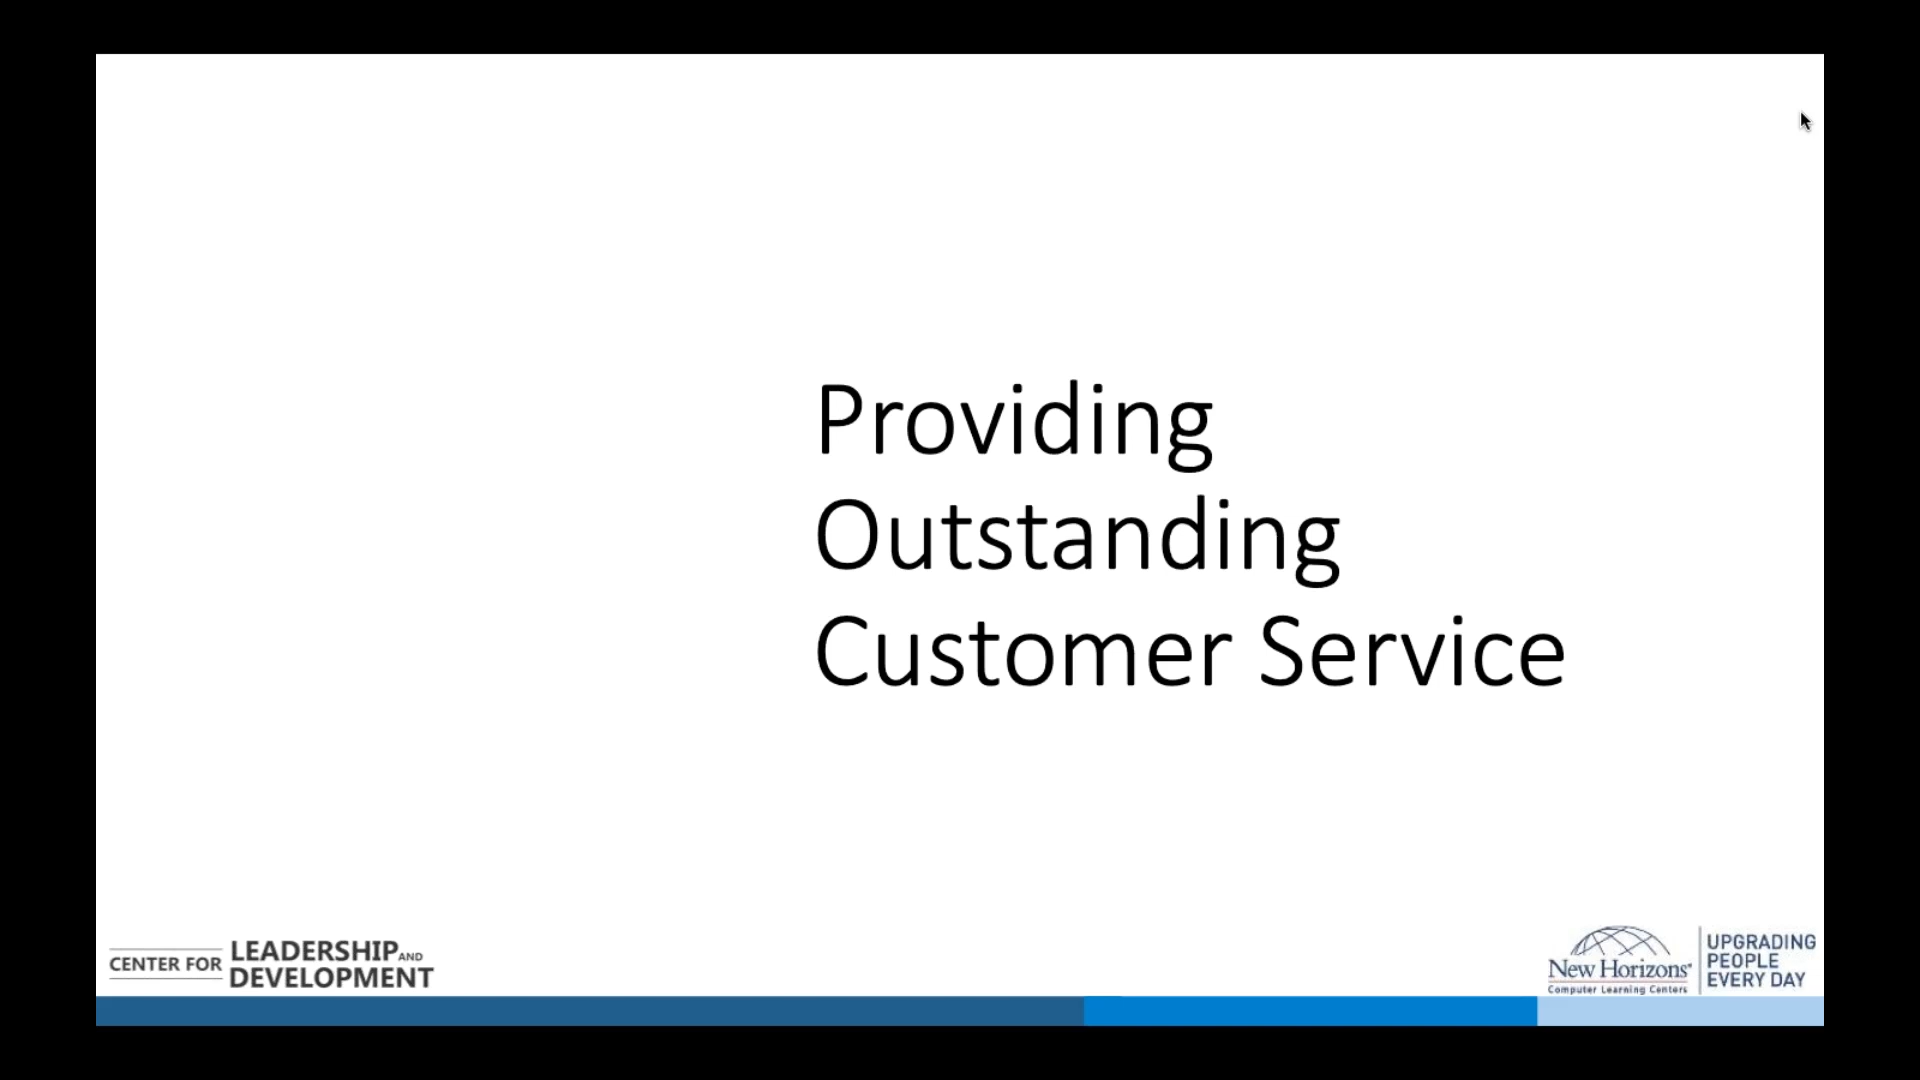 Providing
Outstanding
Customer Service
CENTER FOR LEADERSHIP AND
DEVELOPMENT
New Horizons®
Computer Learning Centers
UPGRADING
PEOPLE
EVERY DAY